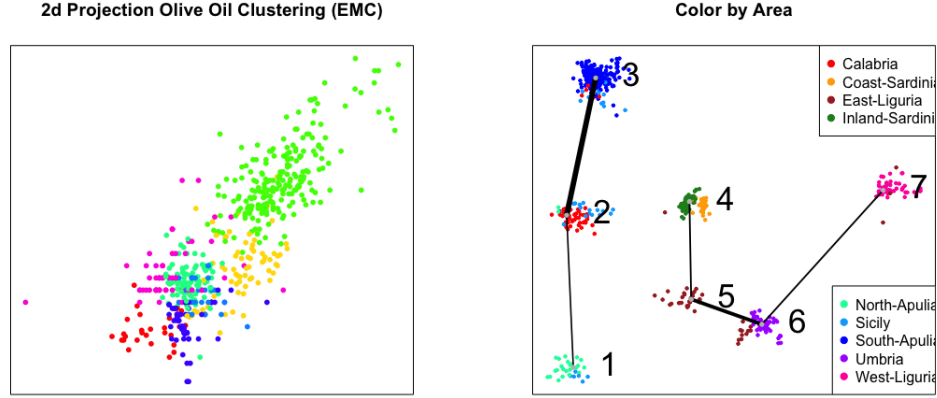 2d Projection Olive Oil Clustering (EMC)
Color by Area
Calabria
Coast-Sardinia
East-Liguria
Inland-Sardini
3
7
4
2
5
6
1
North-Apulia
Sicily
South-Apulia
Umbria
West-Liguria